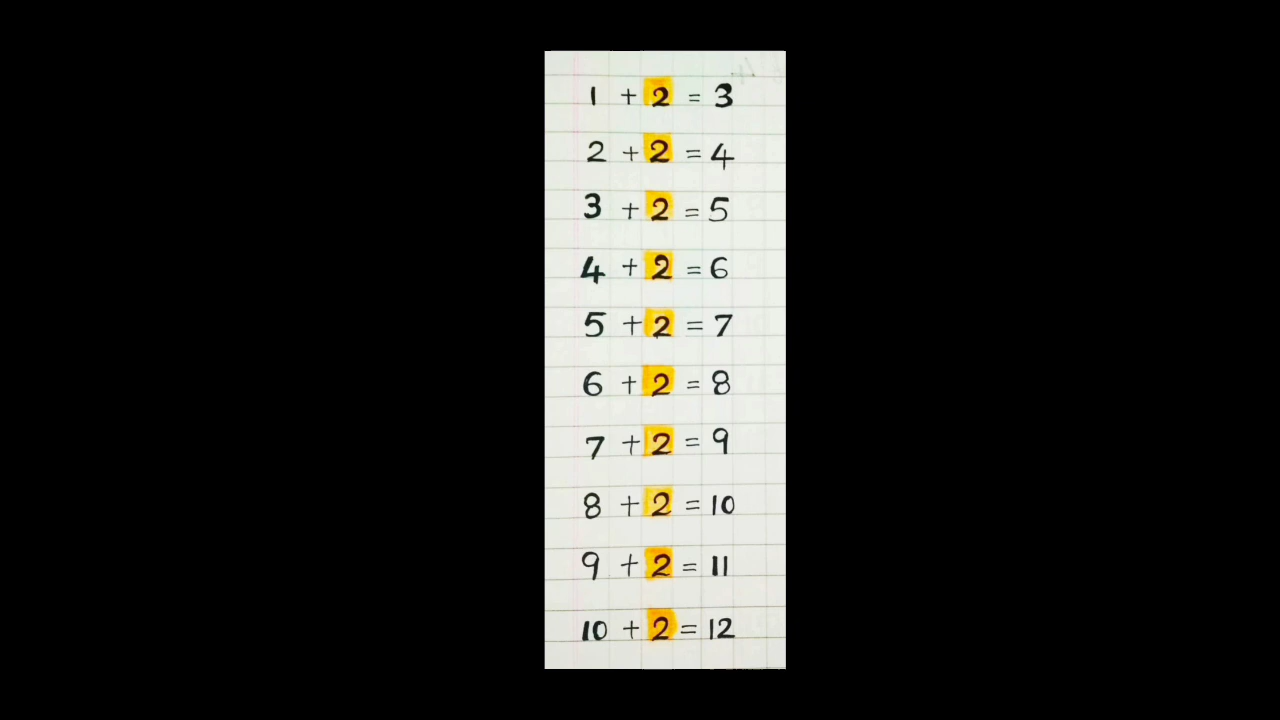 1 + 2 = 3
2 + 2 = 4
3 + 2 = 5
4 + 2 = 6
5 + 2 = 7
6 + 2 = 8
7 + 2 = 9
8 + 2 = 10
9 + 2 = 11
10 + 2 = 12